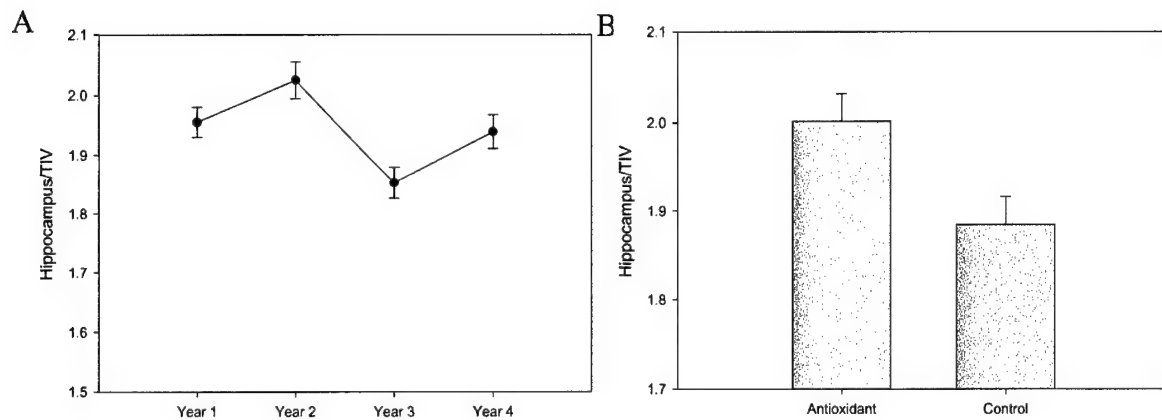 A
Hippocampus/TIV
2.1
2.0
1.9
1.8
1.7
1.6
1.5
Year 1 Year 2 Year 3 Year 4
B
Hippocampus/TIV
2.1
2.0
1.9
1.8
1.7
Antioxidant Control